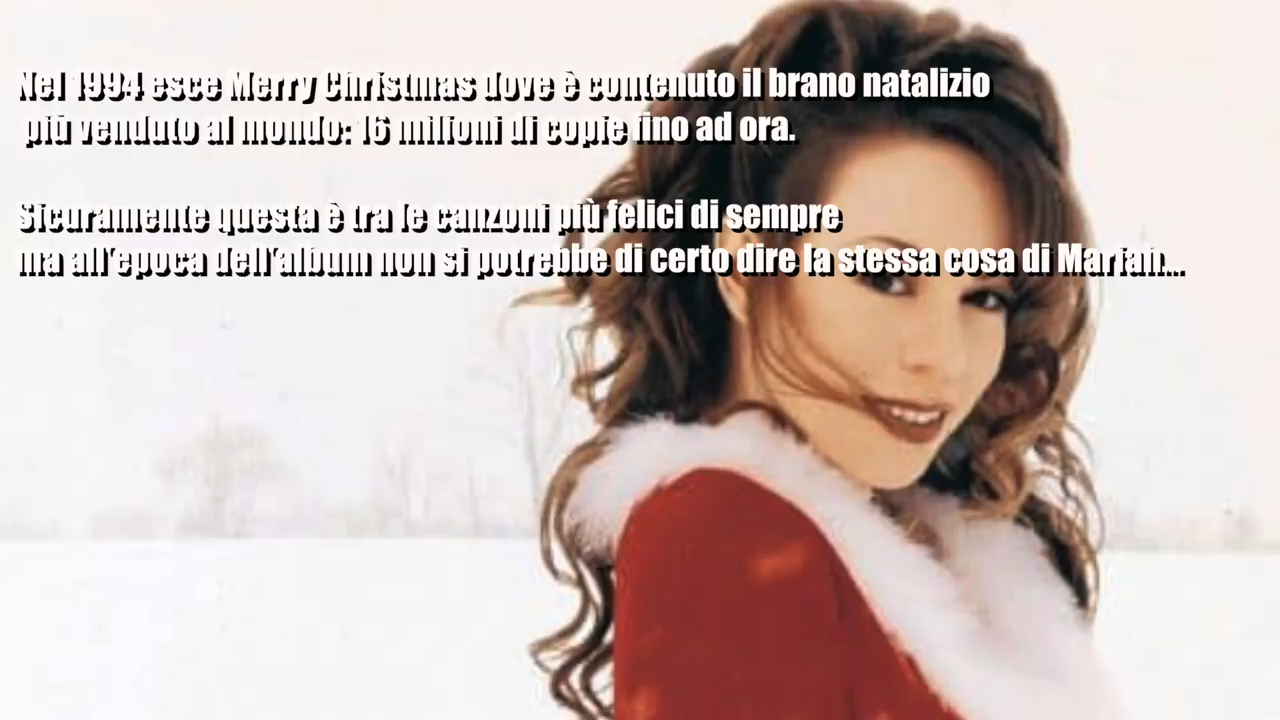 Nel 1994 esce Merry Christmas dove è contenuto il brano natalizio
più venduto al mondo: 16 milioni di copie fino ad ora.
Sicuramente questa è tra le canzoni più felici di sempre
ma all'epoca dell'album non si potrebbe di certo dire la stessa cosa di Mariah...